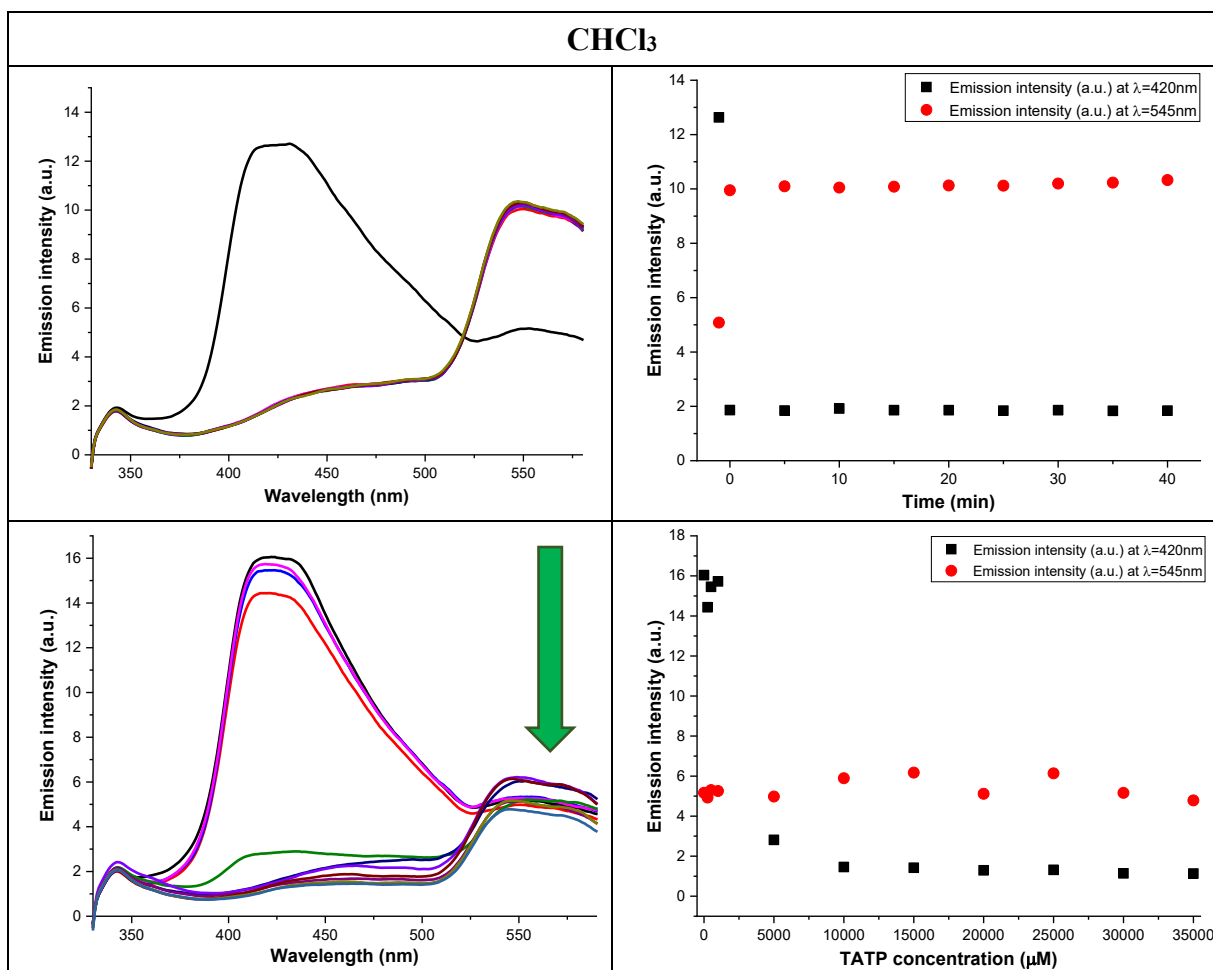 CHCl₃
Emission intensity (a.u.)
14
12
10
8
6
4
2
0
350 400 450 500 550
Wavelength (nm)
Emission intensity (a.u.)
14
12
10
8
6
4
2
0
Emission intensity (a.u.) at λ=420nm
Emission intensity (a.u.) at λ=545nm
0 10 20 30 40
Time (min)
Emission intensity (a.u.)
16
14
12
10
8
6
4
2
0
350 400 450 500 550
Wavelength (nm)
Emission intensity (a.u.)
18
16
14
12
10
8
6
4
2
0
Emission intensity (a.u.) at λ=420nm
Emission intensity (a.u.) at λ=545nm
0 5000 10000 15000 20000 25000 30000 35000
TATP concentration (μM)